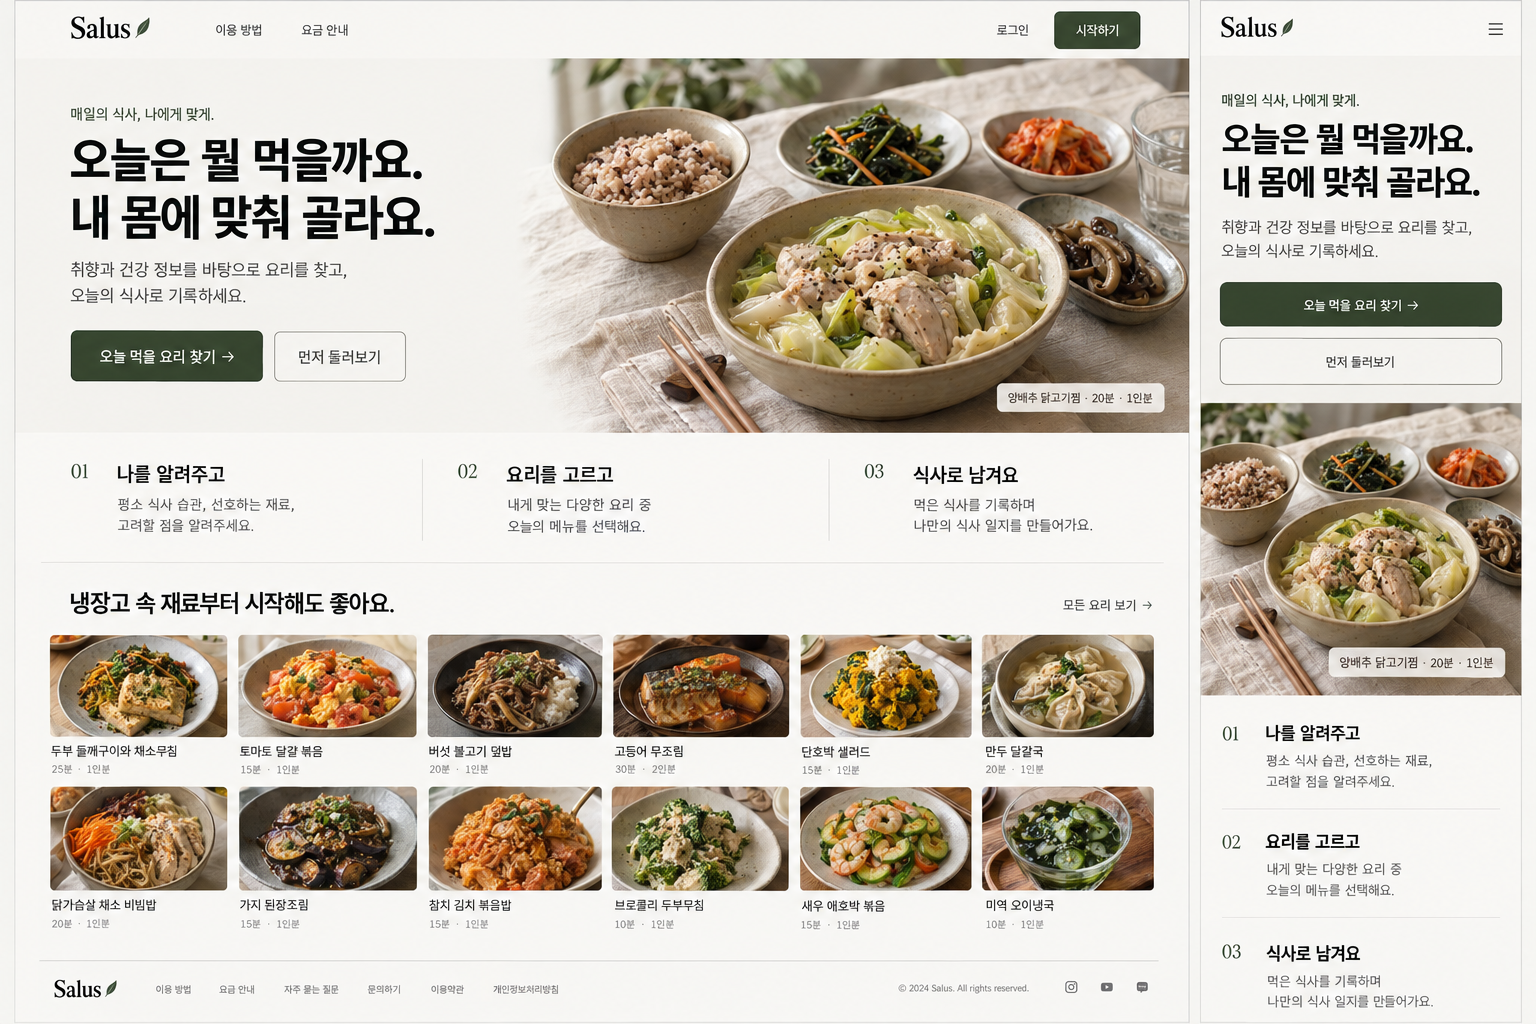 Salus
이용 방법
요금 안내
로그인
시작하기
매일의 식사, 나에게 맞게.
오늘은 뭘 먹을까요.
내 몸에 맞춰 골라요.
취향과 건강 정보를 바탕으로 요리를 찾고,
오늘의 식사로 기록하세요.
오늘 먹을 요리 찾기 →
먼저 둘러보기
양배추 닭고기찜 · 20분 · 1인분
01 나를 알려주고
평소 식사 습관, 선호하는 재료,
고려할 점을 알려주세요.
02 요리를 고르고
내게 맞는 다양한 요리 중
오늘의 메뉴를 선택해요.
03 식사로 남겨요
먹은 식사를 기록하며
나만의 식사 일지를 만들어가요.
냉장고 속 재료부터 시작해도 좋아요.
모든 요리 보기 →
두부 들깨구이와 채소무침
25분 · 1인분
토마토 달걀 볶음
15분 · 1인분
버섯 불고기 덮밥
20분 · 1인분
고등어 무조림
30분 · 2인분
단호박 샐러드
15분 · 1인분
만두 달걀국
20분 · 1인분
닭가슴살 채소 비빔밥
20분 · 1인분
가지 된장조림
15분 · 1인분
참치 김치 볶음밥
15분 · 1인분
브로콜리 두부무침
10분 · 1인분
새우 애호박 볶음
15분 · 1인분
미역 오이냉국
10분 · 1인분
Salus
이용 방법
요금 안내
자주 묻는 질문
문의하기
이용약관
개인정보처리방침
© 2024 Salus. All rights reserved.
Salus
매일의 식사, 나에게 맞게.
오늘은 뭘 먹을까요.
내 몸에 맞춰 골라요.
취향과 건강 정보를 바탕으로 요리를 찾고,
오늘의 식사로 기록하세요.
오늘 먹을 요리 찾기 →
먼저 둘러보기
양배추 닭고기찜 · 20분 · 1인분
01 나를 알려주고
평소 식사 습관, 선호하는 재료,
고려할 점을 알려주세요.
02 요리를 고르고
내게 맞는 다양한 요리 중
오늘의 메뉴를 선택해요.
03 식사로 남겨요
먹은 식사를 기록하며
나만의 식사 일지를 만들어가요.